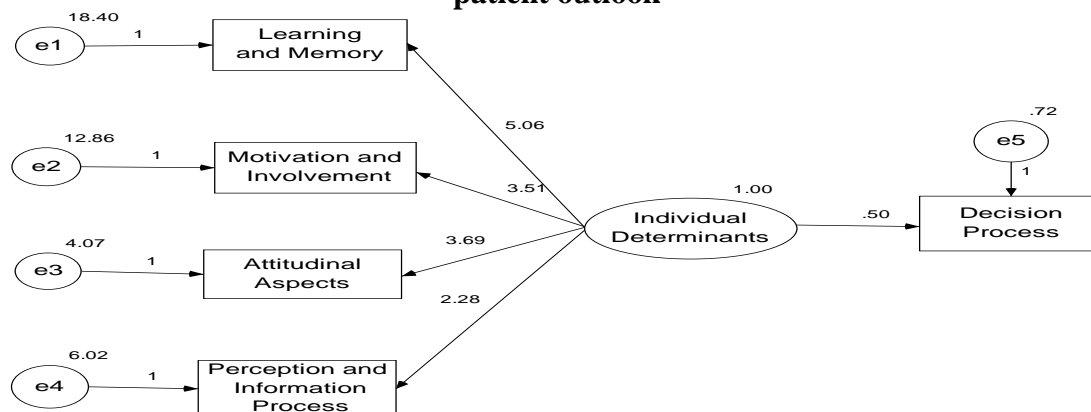 patient outlook
18.40
e1
1
Learning
and Memory
5.06
12.86
e2
1
Motivation and
Involvement
3.51
4.07
e3
1
Attitudinal
Aspects
3.69
6.02
e4
1
Perception and
Information
Process
2.28
1.00
Individual
Determinants
.50
.72
e5
1
Decision
Process